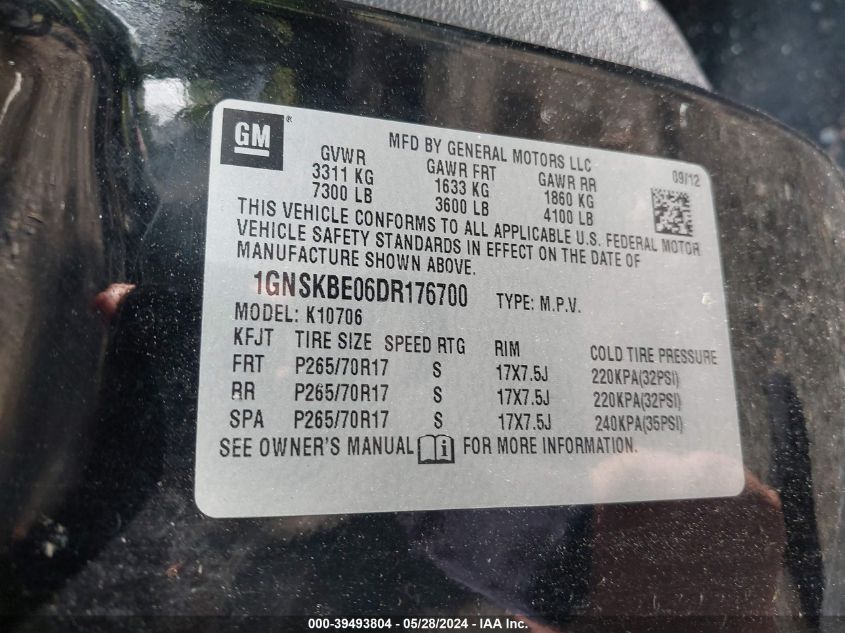 GM ®
MFD BY GENERAL MOTORS LLC
GVWR GAWR FRT GAWR RR 09/12
3311 KG 1633 KG 1860 KG
7300 LB 3600 LB 4100 LB
THIS VEHICLE CONFORMS TO ALL APPLICABLE U.S. FEDERAL MOTOR
VEHICLE SAFETY STANDARDS IN EFFECT ON THE DATE OF
MANUFACTURE SHOWN ABOVE.
1GNSKBE06DR176700 TYPE: M.P.V.
MODEL: K10706
KFJT TIRE SIZE SPEED RTG RIM COLD TIRE PRESSURE
FRT P265/70R17 S 17X7.5J 220KPA(32PSI)
RR P265/70R17 S 17X7.5J 220KPA(32PSI)
SPA P265/70R17 S 17X7.5J 240KPA(35PSI)
SEE OWNER'S MANUAL i FOR MORE INFORMATION.
000-39493804 - 05/28/2024 - IAA Inc.